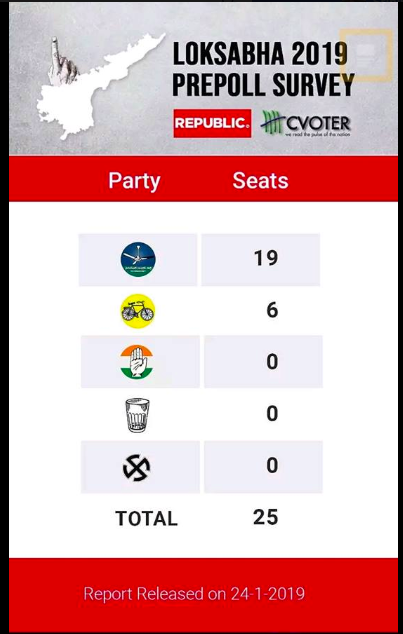 LOKSABHA 2019
PREPOLL SURVEY
REPUBLIC. CVOTER
we read the pulse of the nation
Party Seats
19
6
0
0
0
TOTAL 25
Report Released on 24-1-2019